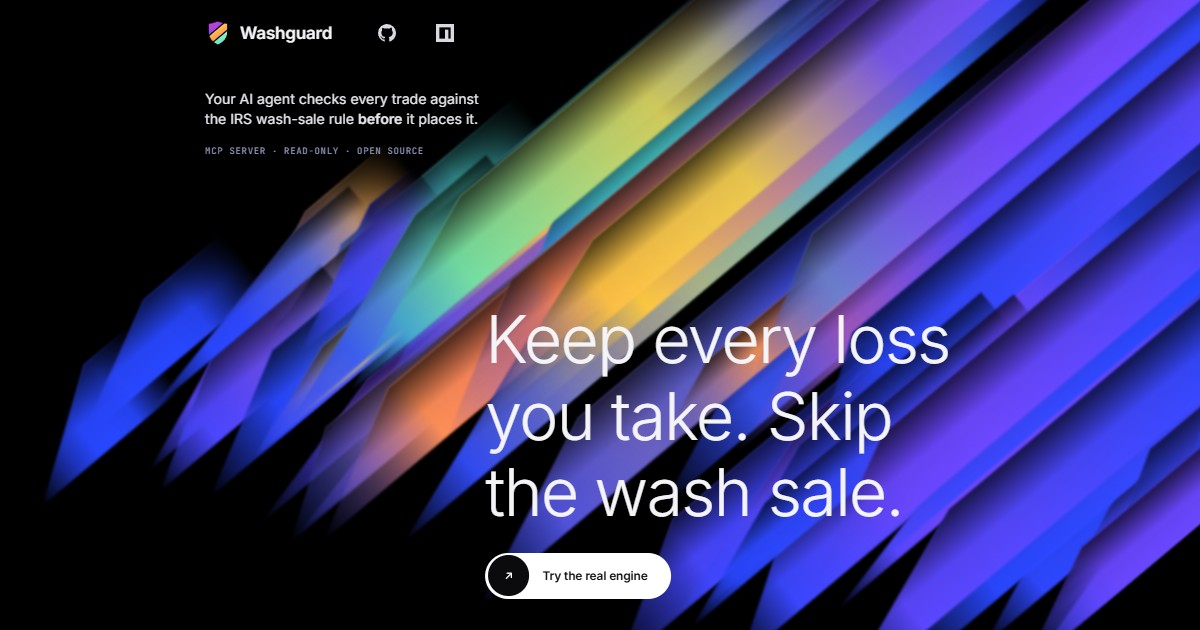 Washguard
Your AI agent checks every trade against
the IRS wash-sale rule before it places it.
MCP SERVER · READ-ONLY · OPEN SOURCE
Keep every loss
you take. Skip
the wash sale.
Try the real engine